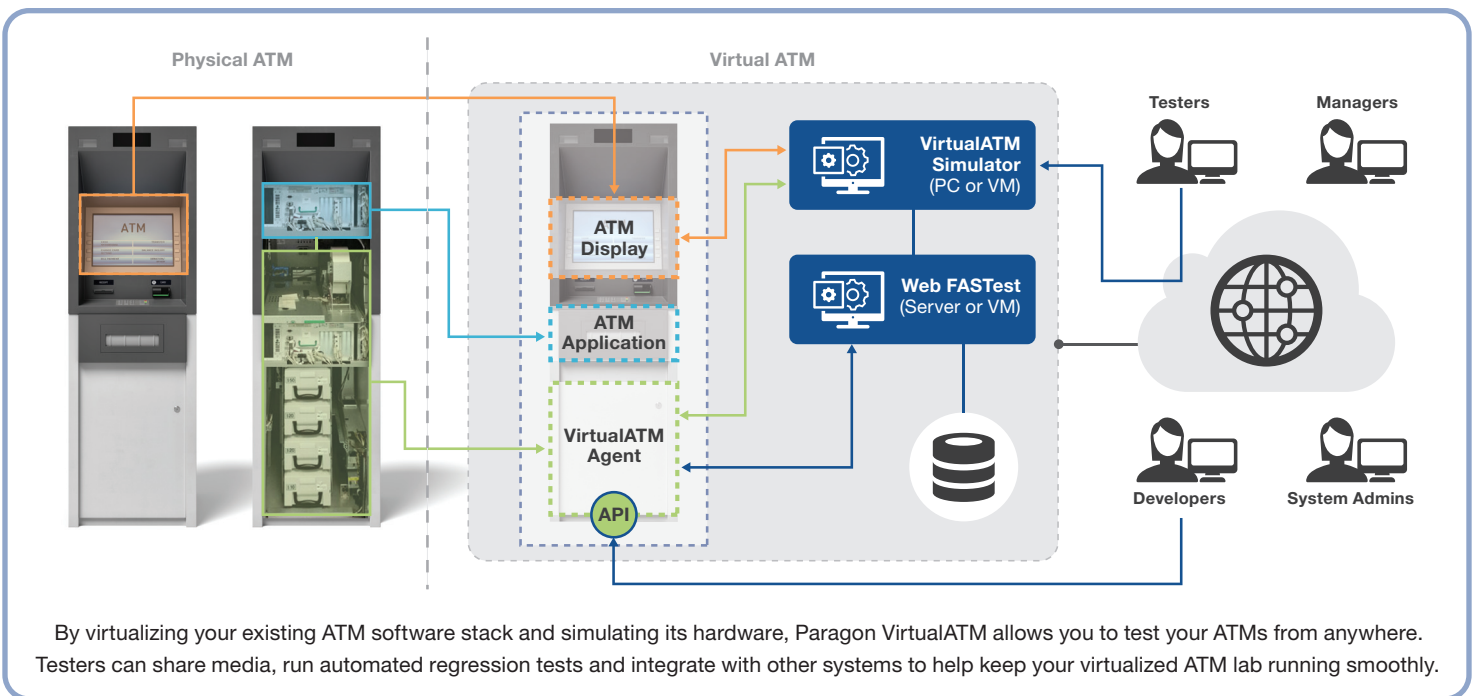 Physical ATM
Virtual ATM
ATM
ATM
Display
ATM
Application
VirtualATM
Agent
API
VirtualATM
Simulator
(PC or VM)
Web FASTest
(Server or VM)
Testers
Managers
Developers
System Admins
By virtualizing your existing ATM software stack and simulating its hardware, Paragon VirtualATM allows you to test your ATMs from anywhere.
Testers can share media, run automated regression tests and integrate with other systems to help keep your virtualized ATM lab running smoothly.